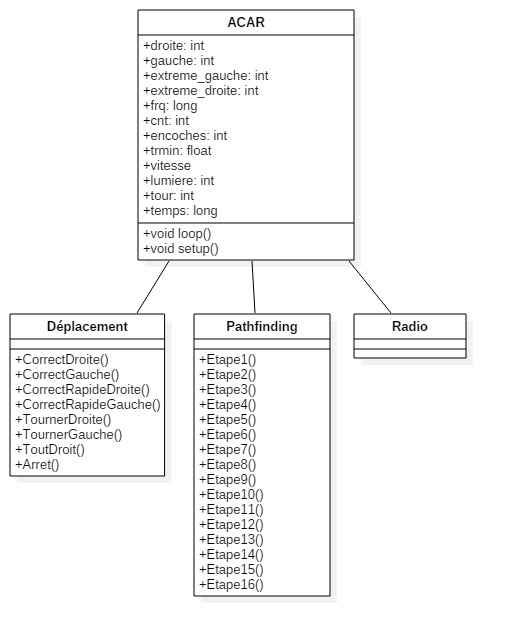 ACAR
+droite: int
+gauche: int
+extreme_gauche: int
+extreme_droite: int
+frq: long
+cnt: int
+encoches: int
+trmin: float
+vitesse
+lumiere: int
+tour: int
+temps: long
+void loop()
+void setup()
Déplacement
+CorrectDroite()
+CorrectGauche()
+CorrectRapideDroite()
+CorrectRapideGauche()
+TournerDroite()
+TournerGauche()
+ToutDroit()
+Arret()
Pathfinding
+Etape1()
+Etape2()
+Etape3()
+Etape4()
+Etape5()
+Etape6()
+Etape7()
+Etape8()
+Etape9()
+Etape10()
+Etape11()
+Etape12()
+Etape13()
+Etape14()
+Etape15()
+Etape16()
Radio